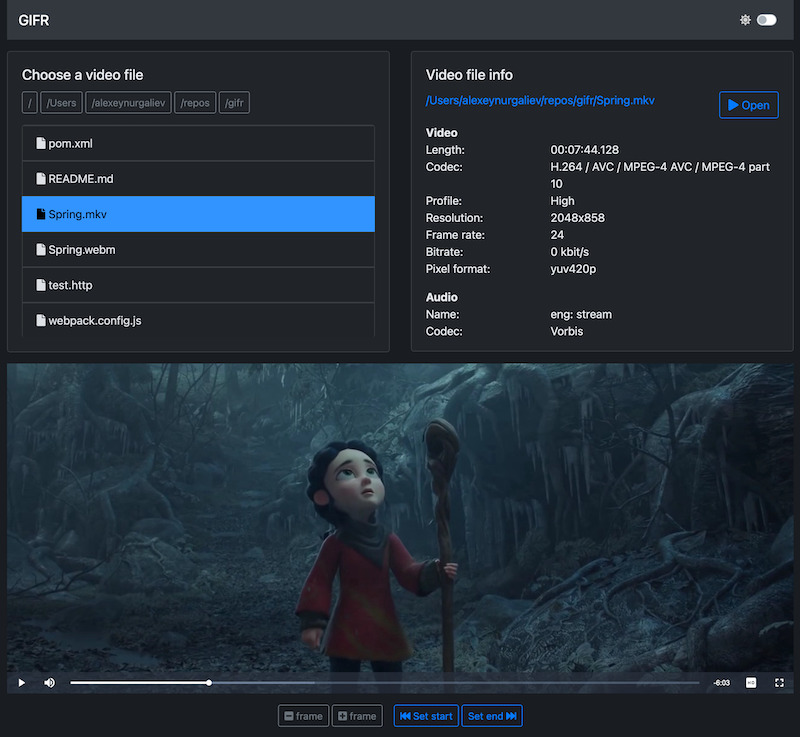 GIFR
Choose a video file
/ /Users /alexeynurgaliev /repos /gifr
pom.xml
README.md
Spring.mkv
Spring.webm
test.http
webpack.config.js
Video file info
/Users/alexeynurgaliev/repos/gifr/Spring.mkv
Open
Video
Length: 00:07:44.128
Codec: H.264 / AVC / MPEG-4 AVC / MPEG-4 part
10
Profile: High
Resolution: 2048x858
Frame rate: 24
Bitrate: 0 kbit/s
Pixel format: yuv420p
Audio
Name: eng: stream
Codec: Vorbis
-6:03 HD
frame frame Set start Set end